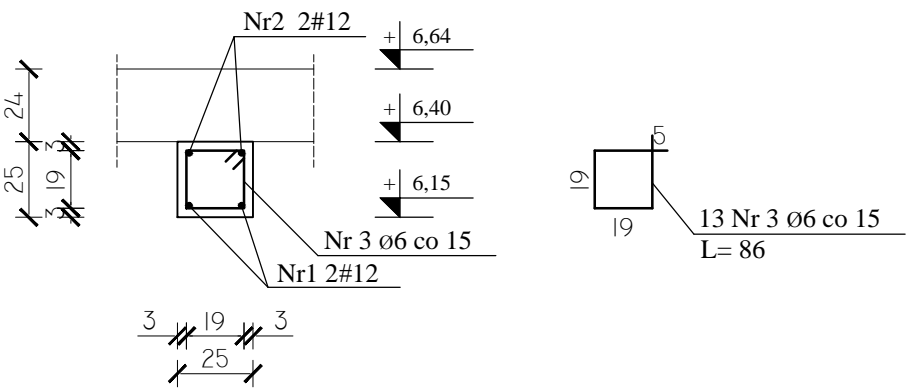 Nr2 2#12
+ 6,64
+ 6,40
+ 6,15
24
25
3
19
3
Nr 3 ø6 co 15
Nr1 2#12
3 19 3
25
5
19
19
13 Nr 3 ø6 co 15
L= 86